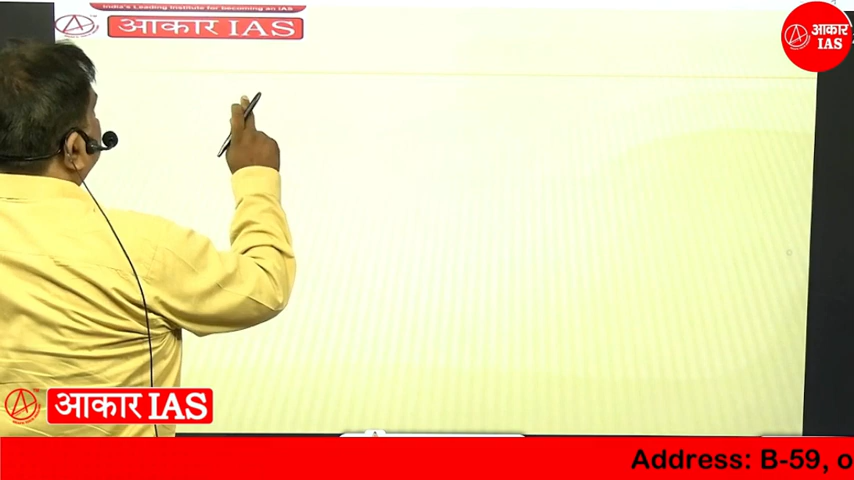 India's Leading Institute for becoming an IAS
आकार IAS
आकार
IAS
आकार IAS
Address: B-59, o